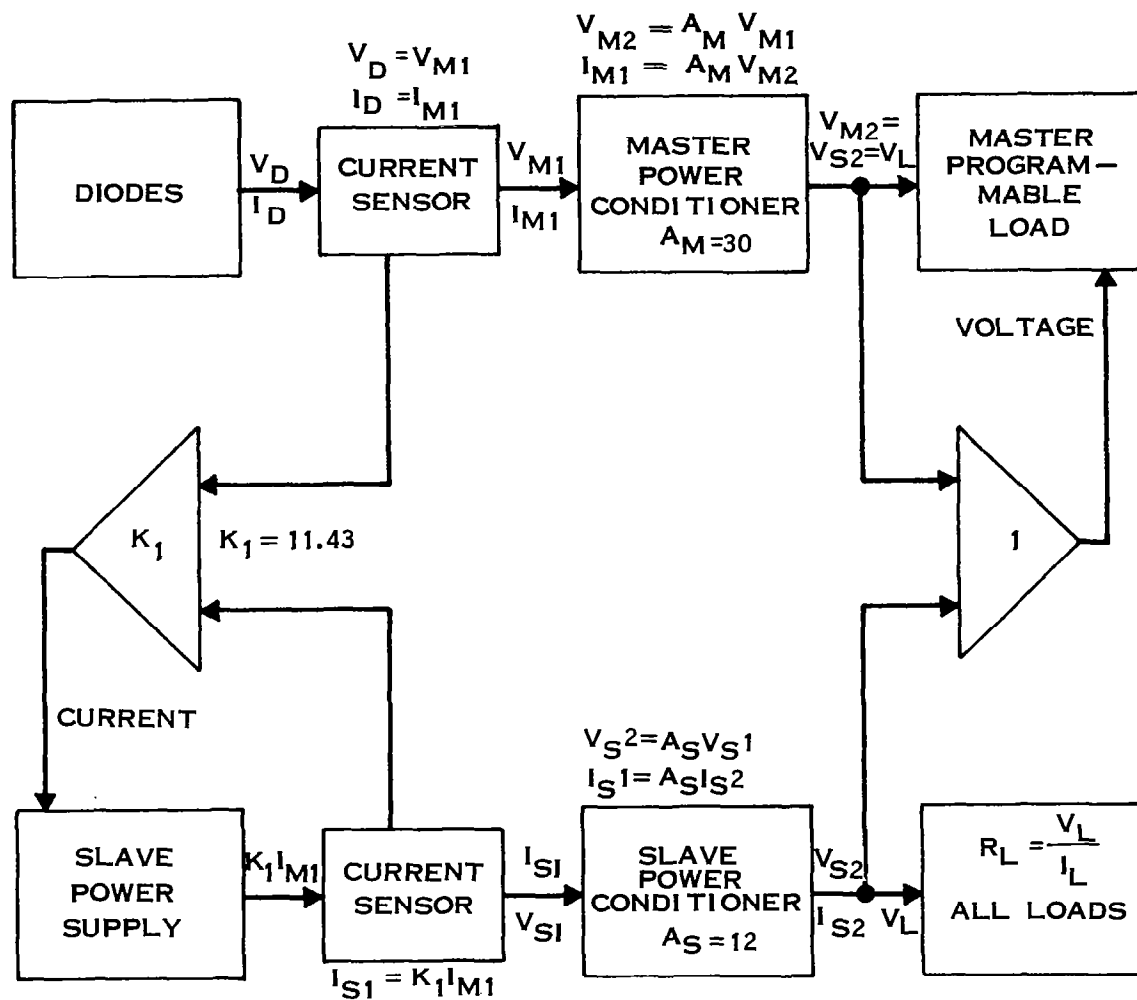 V_M2 = A_M V_M1
I_M1 = A_M V_M2
V_D = V_M1
I_D = I_M1
DIODES
V_D
I_D
CURRENT
SENSOR
V_M1
I_M1
MASTER
POWER
CONDITIONER
A_M = 30
V_M2 =
V_S2 = V_L
MASTER
PROGRAM-
MABLE
LOAD
VOLTAGE
K_1
K_1 = 11.43
1
CURRENT
V_S2 = A_S V_S1
I_S1 = A_S I_S2
SLAVE
POWER
SUPPLY
K_1 I_M1
CURRENT
SENSOR
I_S1 = K_1 I_M1
I_SI
V_SI
SLAVE
POWER
CONDITIONER
A_S = 12
V_S2
I_S2
V_L
R_L = V_L
I_L
ALL LOADS